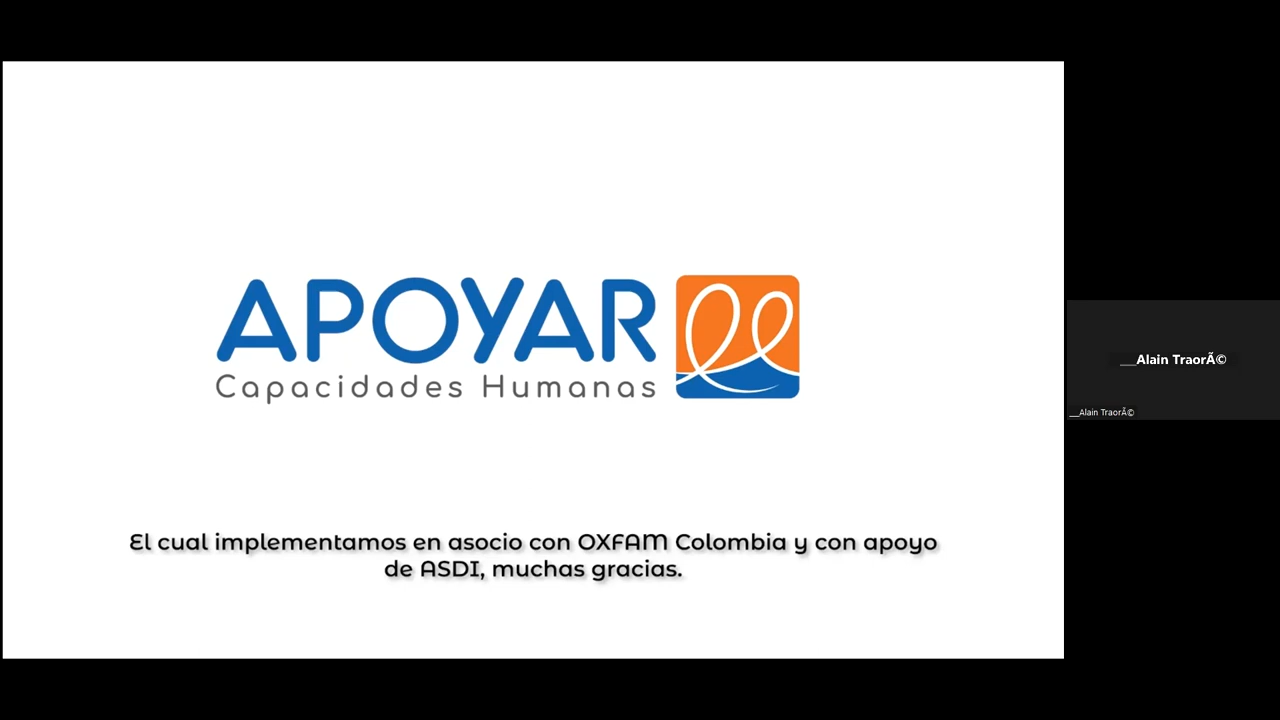 APOYAR
Capacidades Humanas
El cual implementamos en asocio con OXFAM Colombia y con apoyo
de ASDI, muchas gracias.
__Alain TraorÃ©
__Alain TraorÃ©